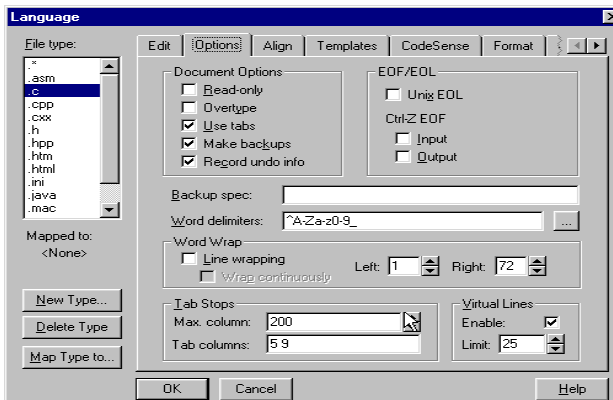 Language
File type:
.*
.asm
.c
.cpp
.cxx
.h
.hpp
.htm
.html
.ini
.java
.mac
Mapped to:
<None>
New Type...
Delete Type
Map Type to...
Edit Options Align Templates CodeSense Format
Document Options
Read-only
Overtype
Use tabs
Make backups
Record undo info
EOF/EOL
Unix EOL
Ctrl-Z EOF
Input
Output
Backup spec:
Word delimiters: ^A-Za-z0-9_ ...
Word Wrap
Line wrapping
Wrap continuously
Left: 1 Right: 72
Tab Stops
Max. column: 200
Tab columns: 5 9
Virtual Lines
Enable:
Limit: 25
OK Cancel Help